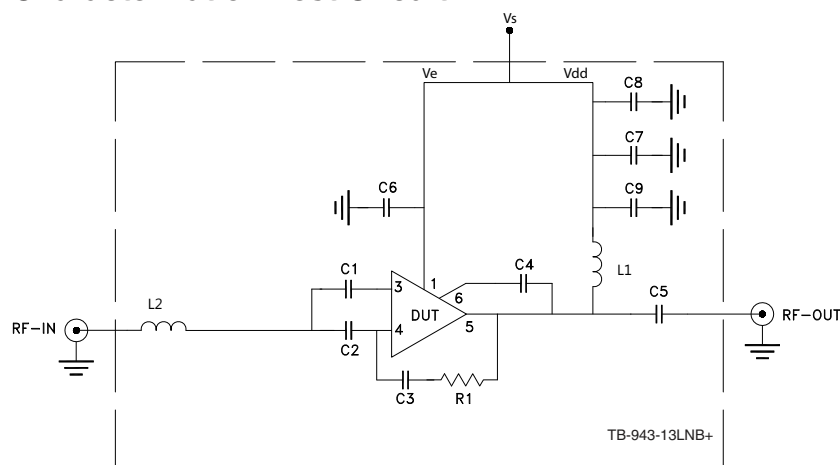 Vs
Ve
Vdd
C8
C7
C6
C9
C1
3
1
C4
6
L1
L2
C5
RF-IN
DUT
5
RF-OUT
4
C2
C3
R1
TB-943-13LNB+